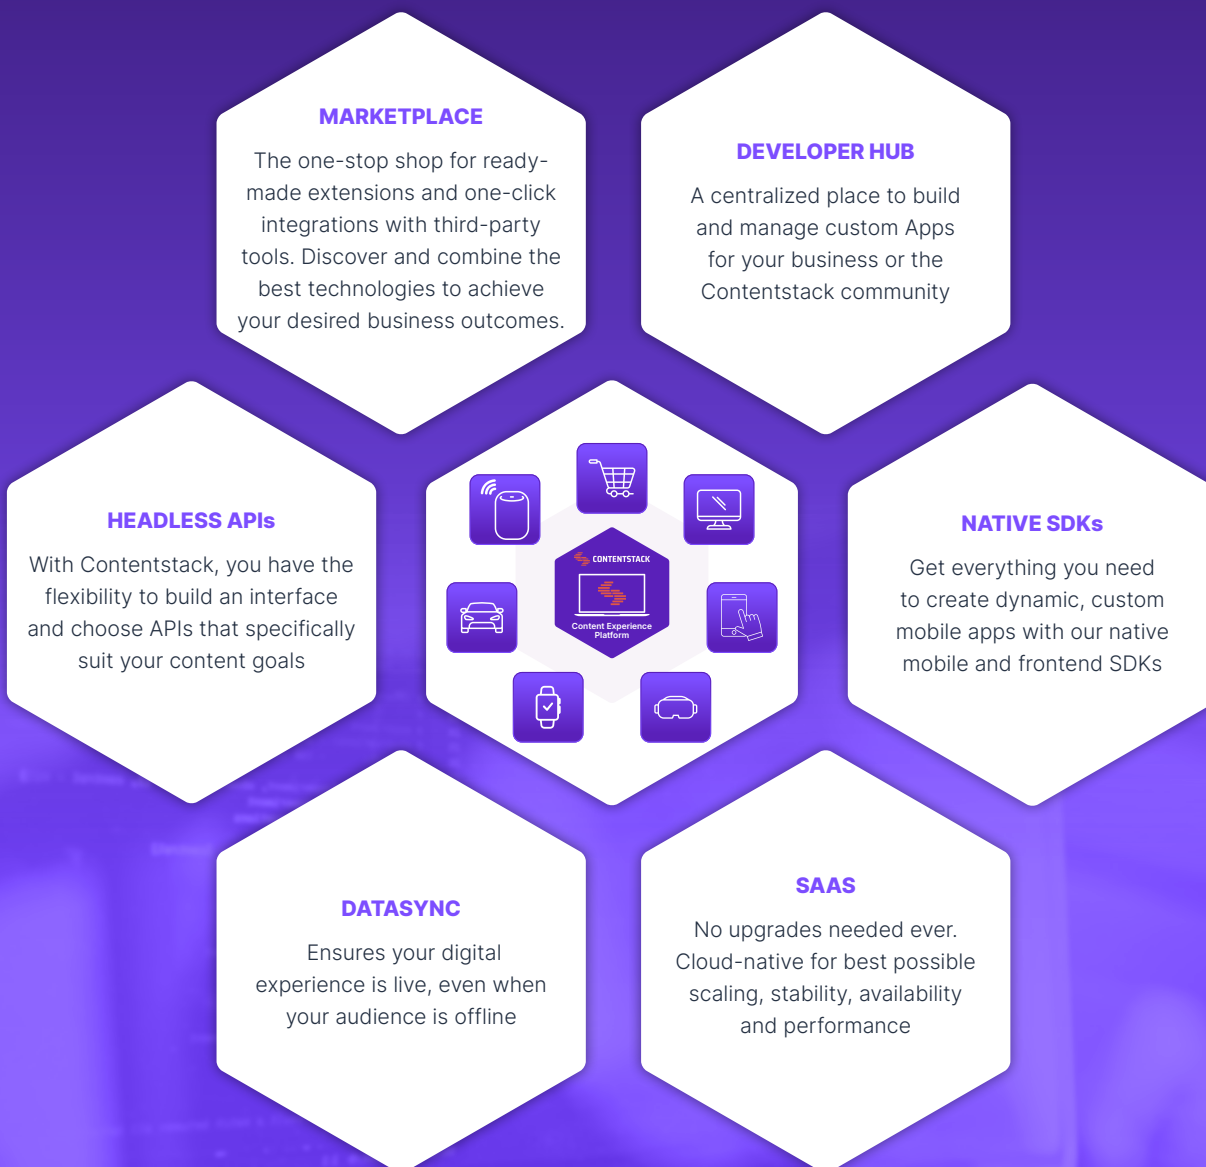 MARKETPLACE
The one-stop shop for ready-
made extensions and one-click
integrations with third-party
tools. Discover and combine the
best technologies to achieve
your desired business outcomes.
DEVELOPER HUB
A centralized place to build
and manage custom Apps
for your business or the
Contentstack community
HEADLESS APIs
With Contentstack, you have the
flexibility to build an interface
and choose APIs that specifically
suit your content goals
CONTENTSTACK
Content Experience
Platform
NATIVE SDKs
Get everything you need
to create dynamic, custom
mobile apps with our native
mobile and frontend SDKs
DATASYNC
Ensures your digital
experience is live, even when
your audience is offline
SAAS
No upgrades needed ever.
Cloud-native for best possible
scaling, stability, availability
and performance